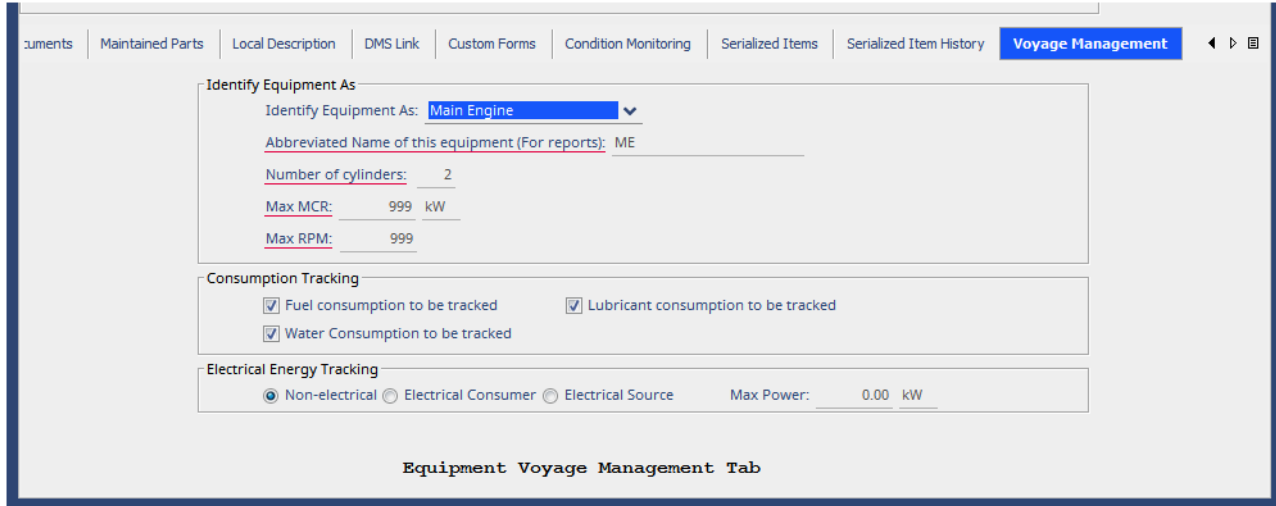 Maintained Parts Local Description DMS Link Custom Forms Condition Monitoring Serialized Items Serialized Item History Voyage Management
Identify Equipment As
Identify Equipment As: Main Engine
Abbreviated Name of this equipment (For reports): ME
Number of cylinders: 2
Max MCR: 999 kW
Max RPM: 999
Consumption Tracking
Fuel consumption to be tracked Lubricant consumption to be tracked
Water Consumption to be tracked
Electrical Energy Tracking
Non-electrical Electrical Consumer Electrical Source Max Power: 0.00 kW
Equipment Voyage Management Tab